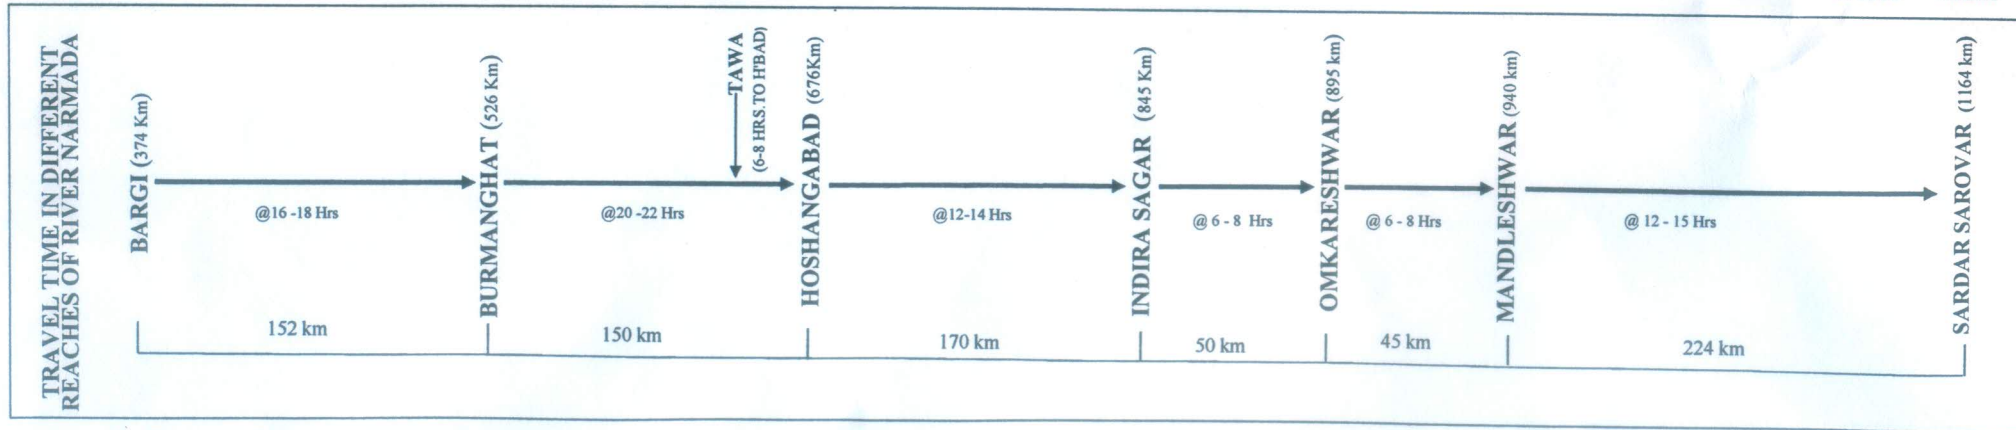 TRAVEL TIME IN DIFFERENT
REACHES OF RIVER NARMADA
BARGI (374 Km)
@16 -18 Hrs
152 km
BURMANGHAT (526 Km)
@20 -22 Hrs
150 km
TAWA
(6-8 HRS.TO H'BAD)
HOSHANGABAD (676Km)
@12-14 Hrs
170 km
INDIRA SAGAR (845 Km)
@ 6 - 8 Hrs
50 km
OMKARESHWAR (895 km)
@ 6 - 8 Hrs
45 km
MANDLESHWAR (940 km)
@ 12 - 15 Hrs
224 km
SARDAR SAROVAR (1164 km)